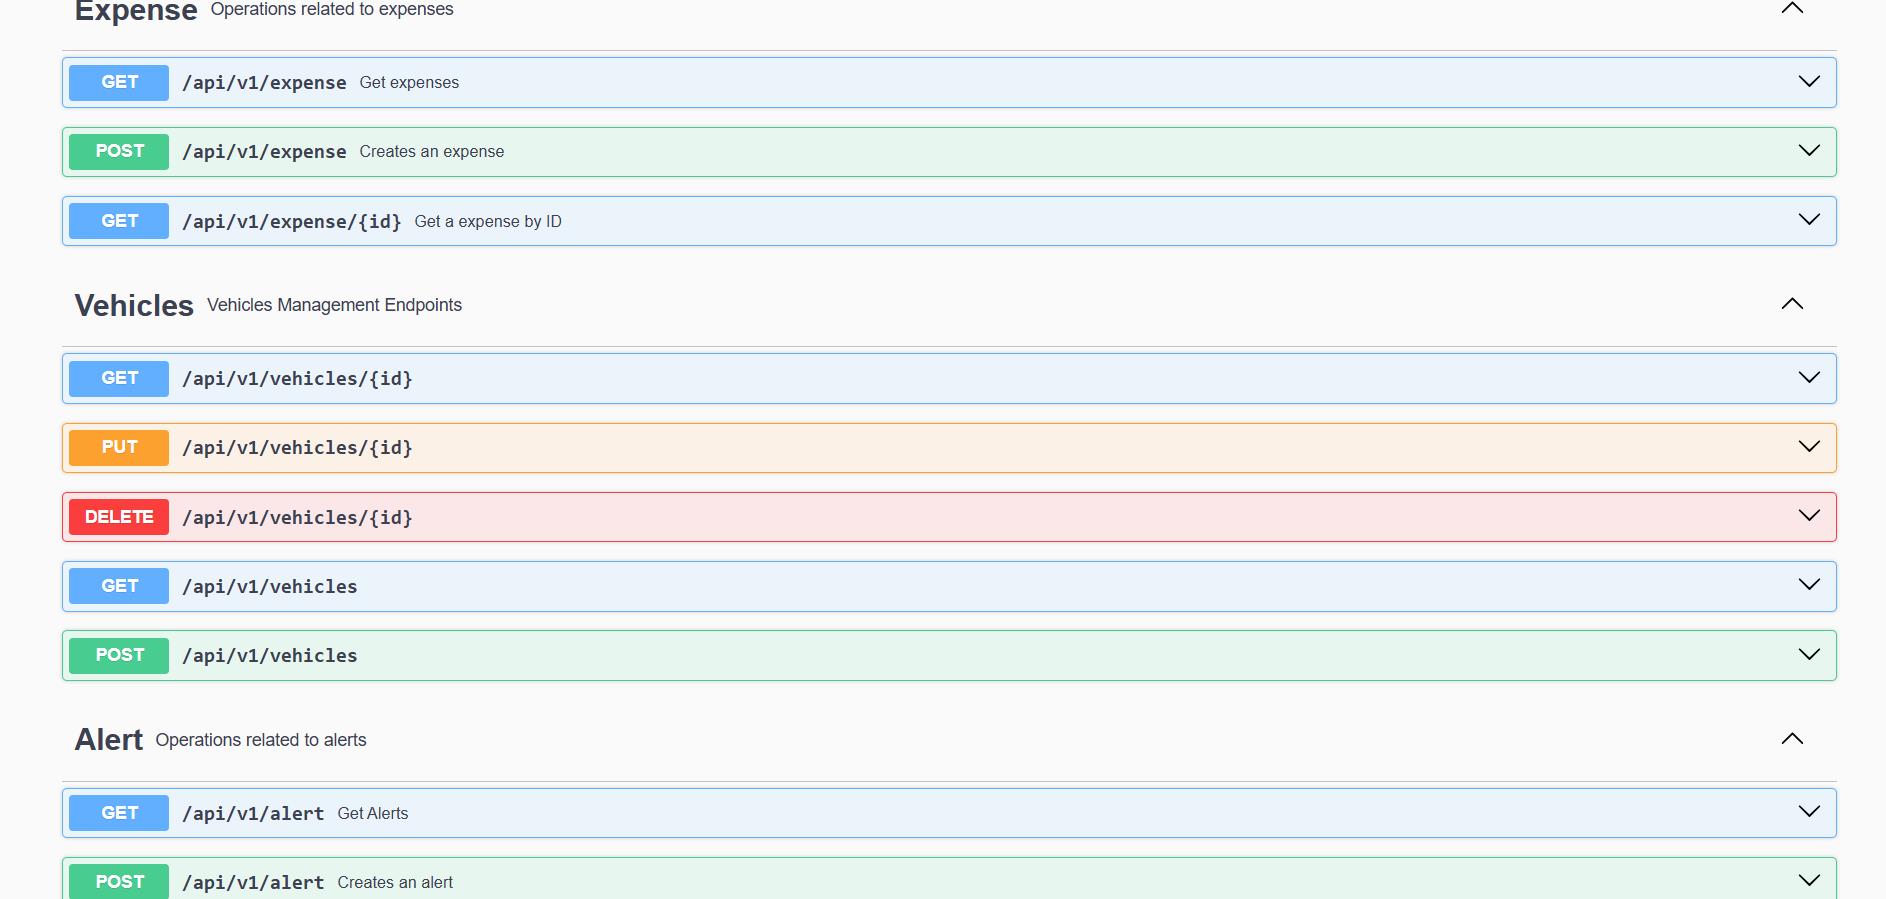 Expense Operations related to expenses
GET /api/v1/expense Get expenses
POST /api/v1/expense Creates an expense
GET /api/v1/expense/{id} Get a expense by ID
Vehicles Vehicles Management Endpoints
GET /api/v1/vehicles/{id}
PUT /api/v1/vehicles/{id}
DELETE /api/v1/vehicles/{id}
GET /api/v1/vehicles
POST /api/v1/vehicles
Alert Operations related to alerts
GET /api/v1/alert Get Alerts
POST /api/v1/alert Creates an alert